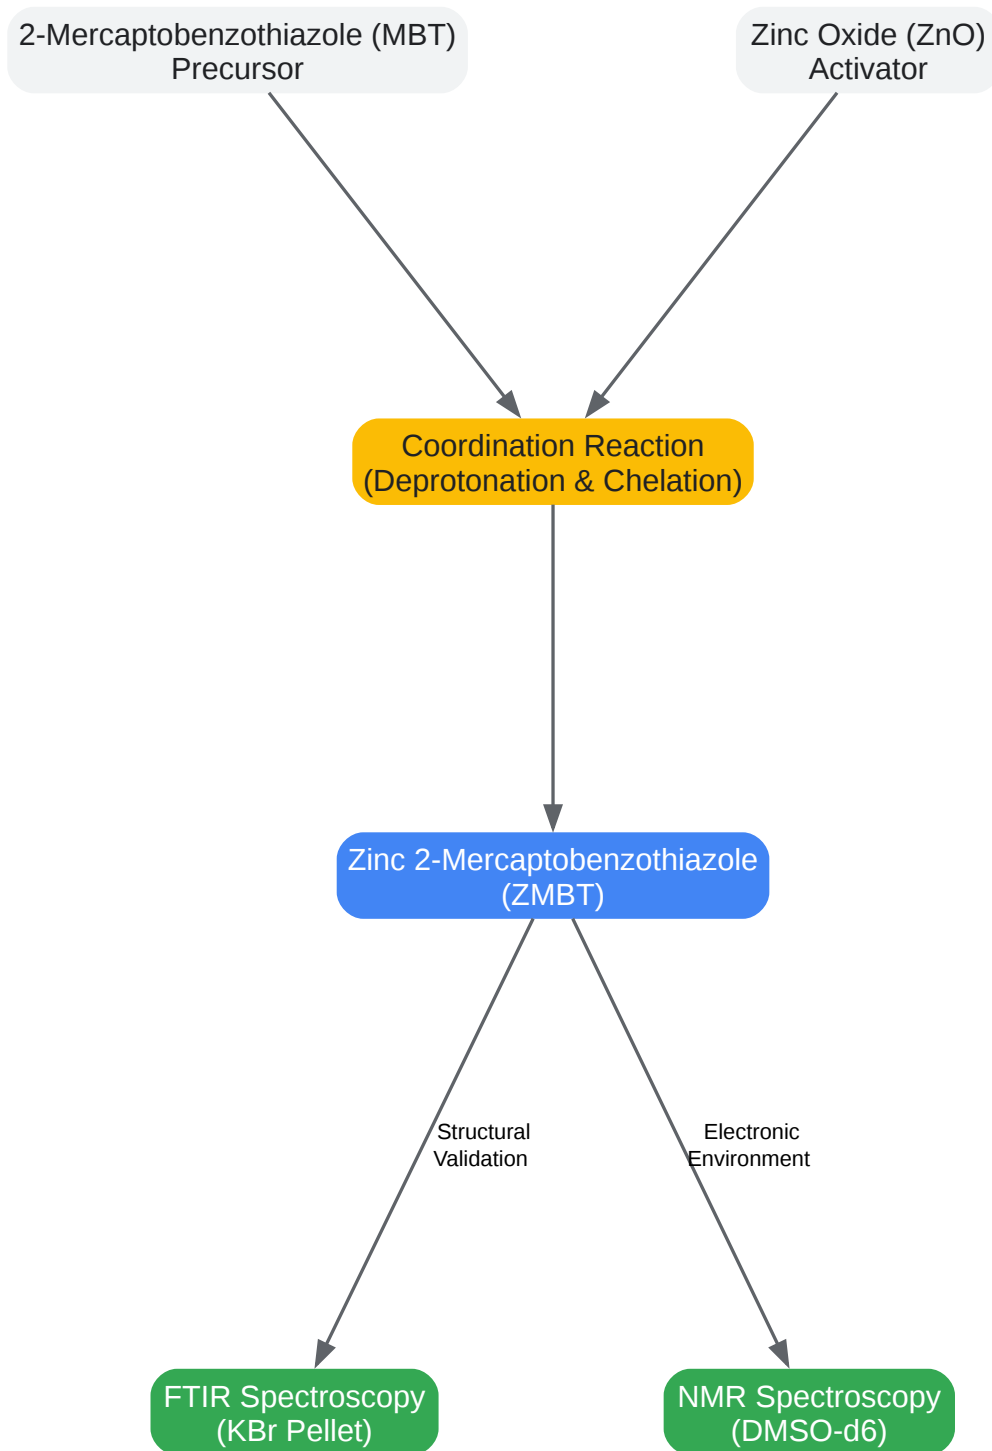 2-Mercaptobenzothiazole (MBT)
Precursor
Zinc Oxide (ZnO)
Activator
Coordination Reaction
(Deprotonation & Chelation)
Zinc 2-Mercaptobenzothiazole
(ZMBT)
Structural
Validation
Electronic
Environment
FTIR Spectroscopy
(KBr Pellet)
NMR Spectroscopy
(DMSO-d6)